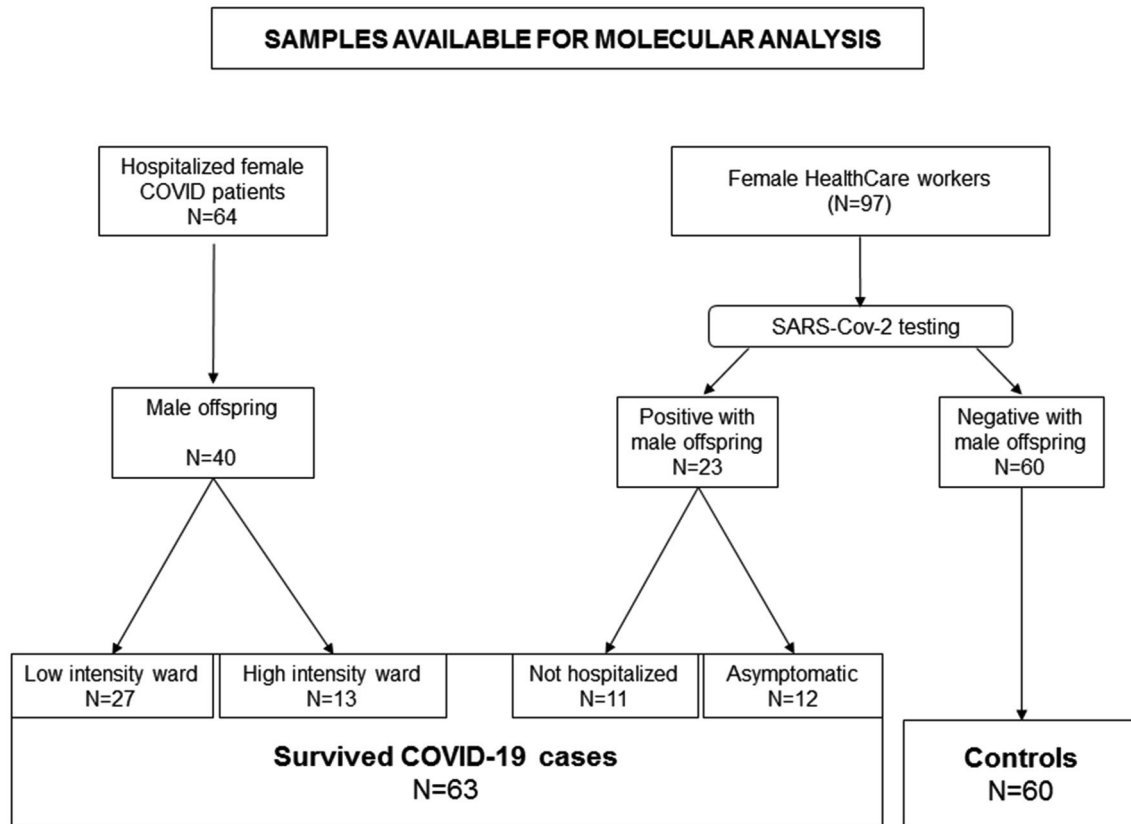 SAMPLES AVAILABLE FOR MOLECULAR ANALYSIS
Hospitalized female
COVID patients
N=64
Female HealthCare workers
(N=97)
SARS-Cov-2 testing
Male offspring
N=40
Positive with
male offspring
N=23
Negative with
male offspring
N=60
Low intensity ward
N=27
High intensity ward
N=13
Not hospitalized
N=11
Asymptomatic
N=12
Survived COVID-19 cases
N=63
Controls
N=60